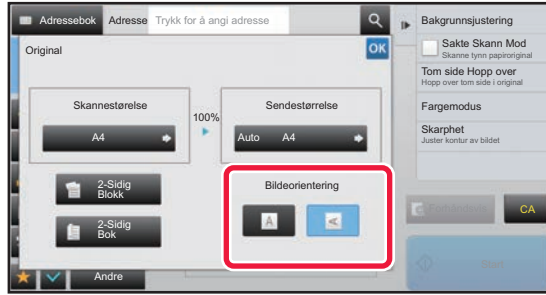 Adressebok
Adresse
Trykk for å angi adresse
Original
OK
Skannestørelse
A4
100%
Sendestørrelse
Auto A4
2-Sidig
Blokk
2-Sidig
Bok
Bildeorientering
A
A
Andre
Bakgrunnsjustering
Sakte Skann Mod
Skanne tynn papiroriginal
Tom side Hopp over
Hopp over tom side i original
Fargemodus
Skarphet
Juster kontur av bildet
CA
Start